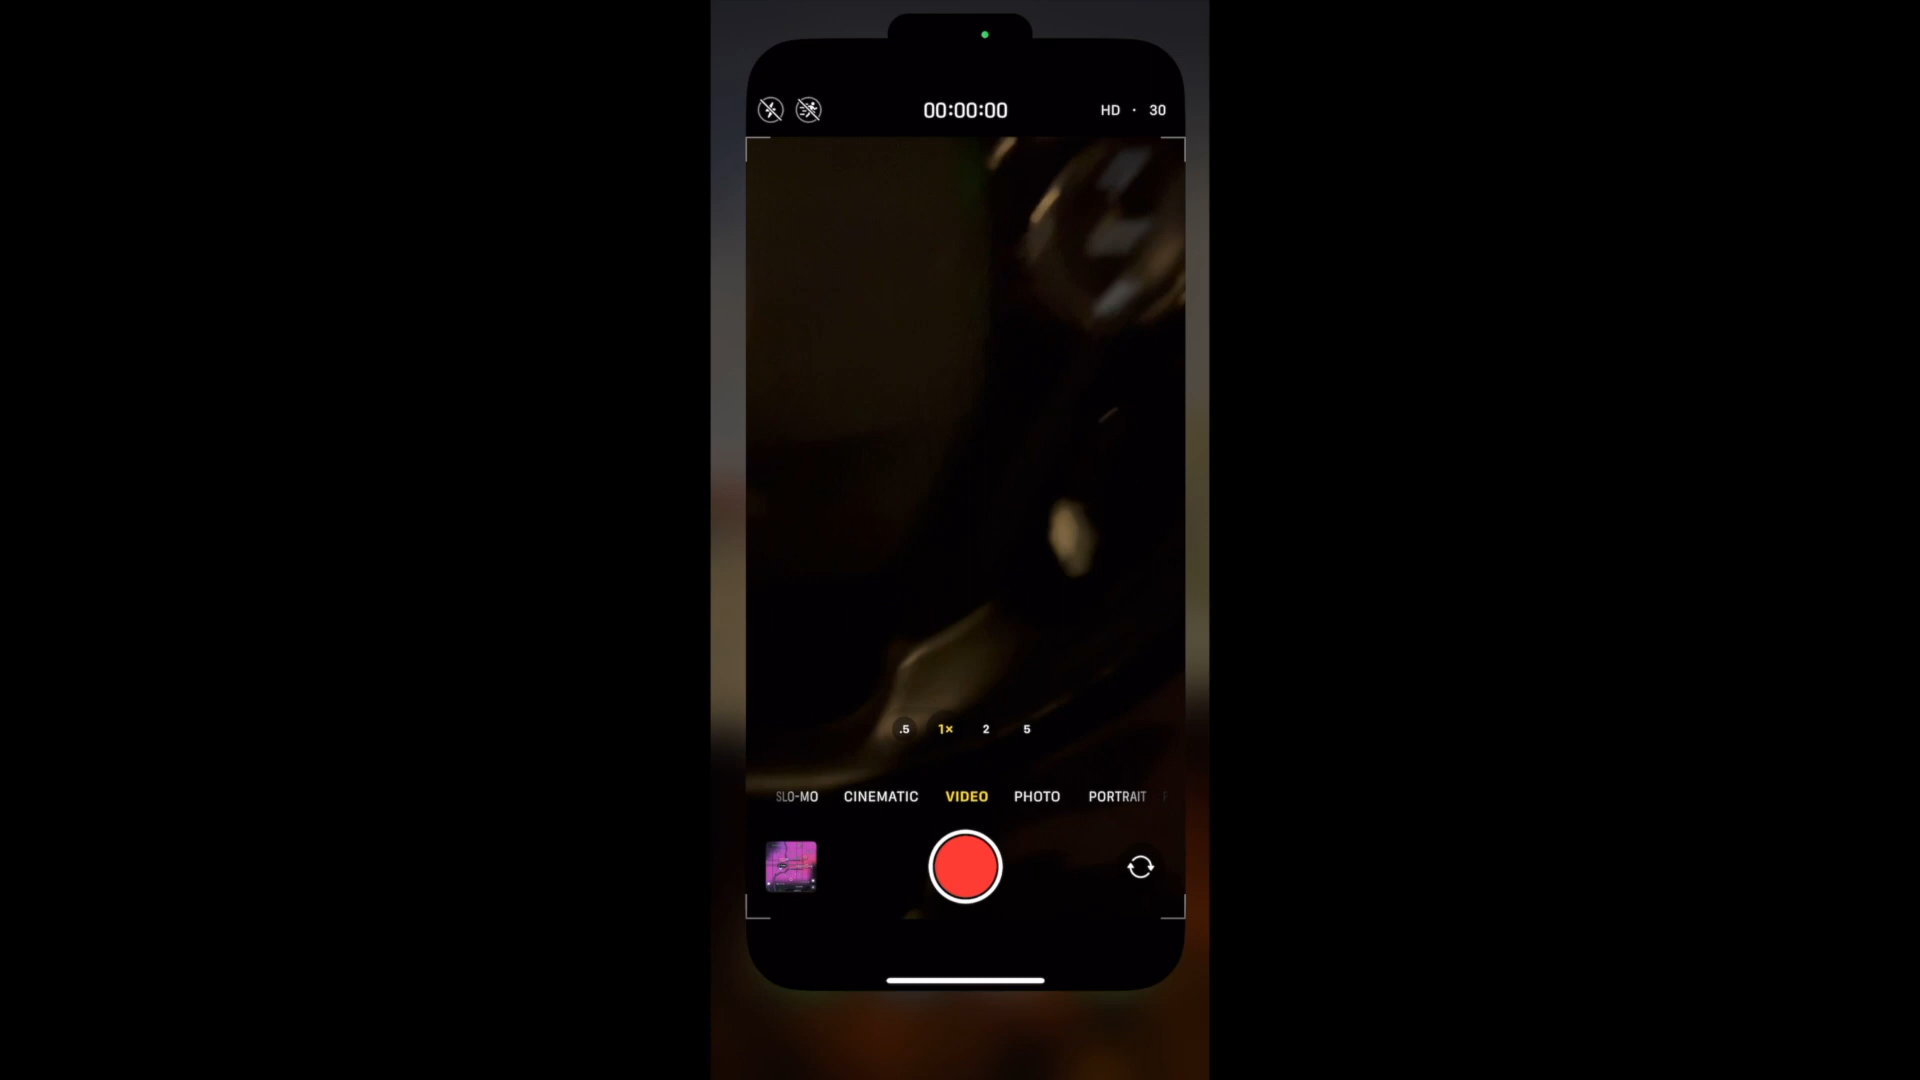 00:00:00
HD · 30
.5 1× 2 5
SLO-MO CINEMATIC VIDEO PHOTO PORTRAIT